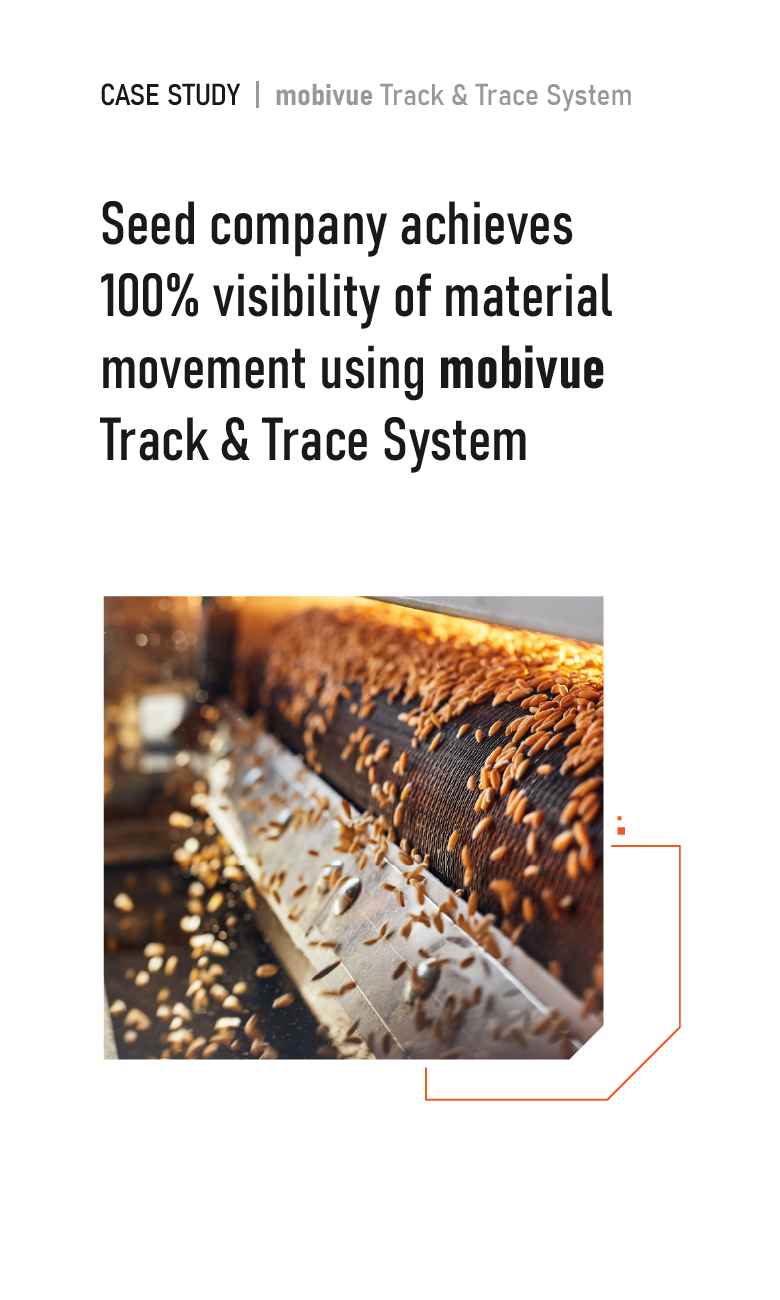 CASE STUDY | mobivue Track & Trace System
Seed company achieves
100% visibility of material
movement using mobivue
Track & Trace System